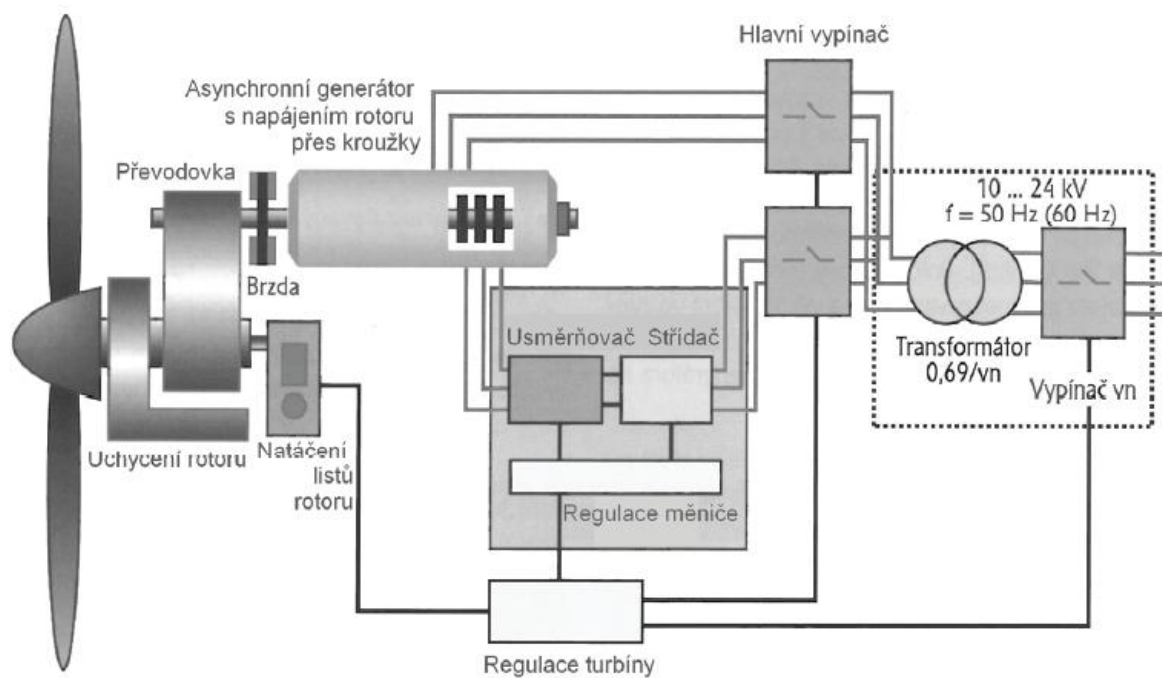 Hlavní vypínač
Asynchronní generátor
s napájením rotoru
přes kroužky
Převodovka
10 ... 24 kV
f = 50 Hz (60 Hz)
Brzda
Usměrňovač
Střídač
Transformátor
0,69/vn
Vypínač vn
Uchycení rotoru
Natáčení
listů
rotoru
Regulace měniče
Regulace turbíny